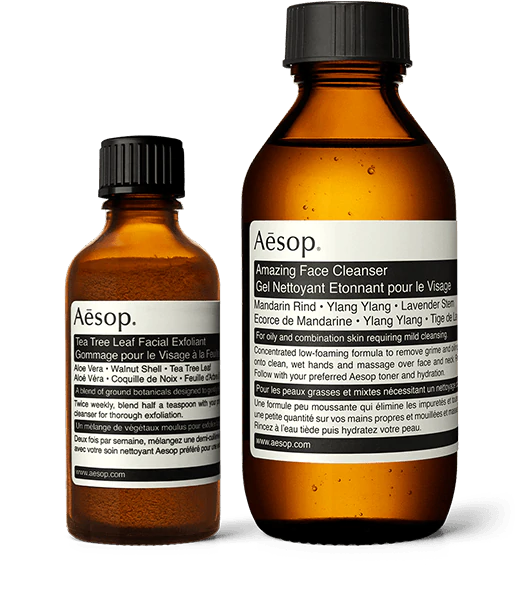 Aēsop.
Tea Tree Leaf Facial Exfoliant
Gommage pour le Visage à la
Aloe Vera • Walnut Shell • Tea Tree Leaf
Aloé Véra • Coquille de Noix • Feuille
A blend of ground botanicals designed to
Twice weekly, blend half a teaspoon with your
cleanser for thorough exfoliation.
Un mélange de végétaux moulus pour
Deux fois par semaine, mélangez une
avec votre soin nettoyant Aesop préféré pour
www.aesop.com
Aēsop®
Amazing Face Cleanser
Gel Nettoyant Etonnant pour le Visage
Mandarin Rind • Ylang Ylang • Lavender Stem
Ecorce de Mandarine • Ylang Ylang • Tige de
For oily and combination skin requiring mild cleansing.
Concentrated low-foaming formula to remove grime and
onto clean, wet hands and massage over face and neck.
Follow with your preferred Aesop toner and hydration.
Pour les peaux grasses et mixtes nécessitant un nettoyage
Une formule peu moussante qui élimine les impuretés et
une petite quantité sur vos mains propres et mouillées et
Rincez à l'eau tiède puis hydratez votre peau.
www.aesop.com